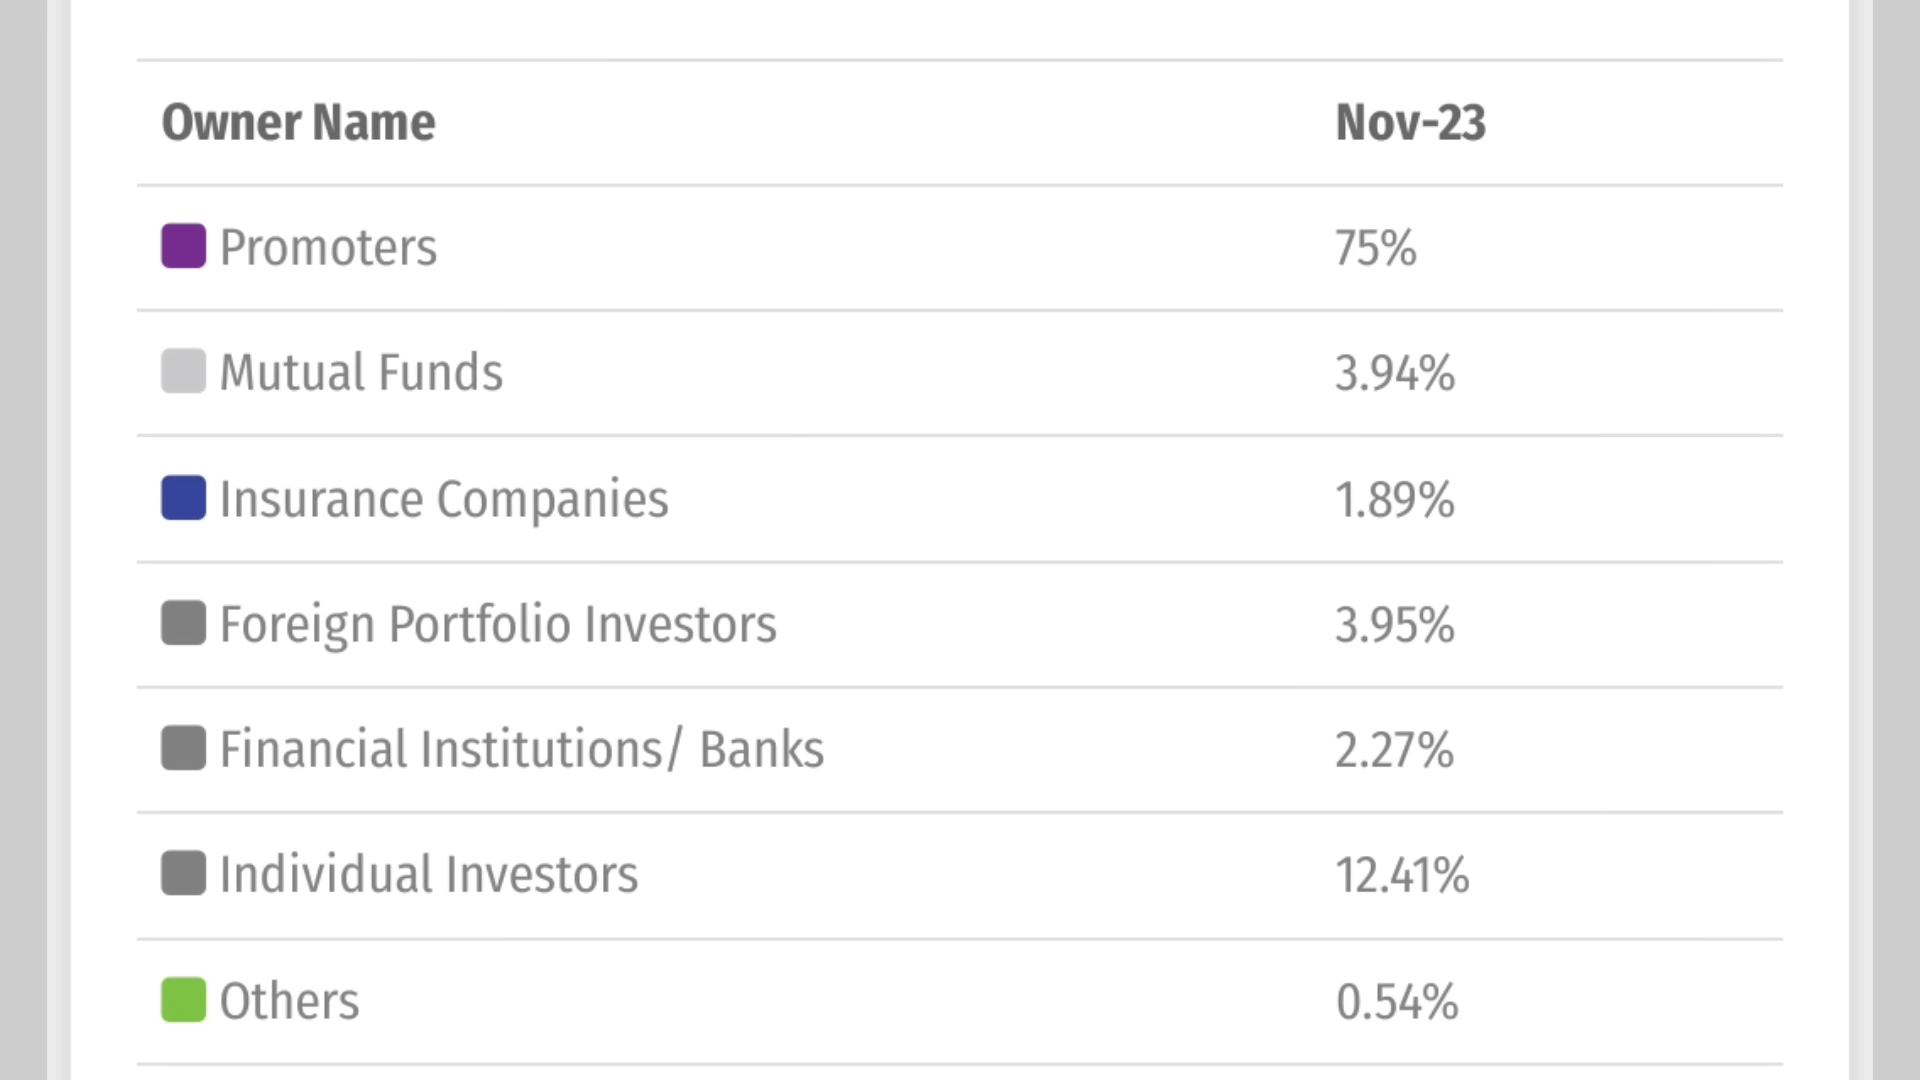 Owner Name Nov-23
Promoters 75%
Mutual Funds 3.94%
Insurance Companies 1.89%
Foreign Portfolio Investors 3.95%
Financial Institutions/ Banks 2.27%
Individual Investors 12.41%
Others 0.54%